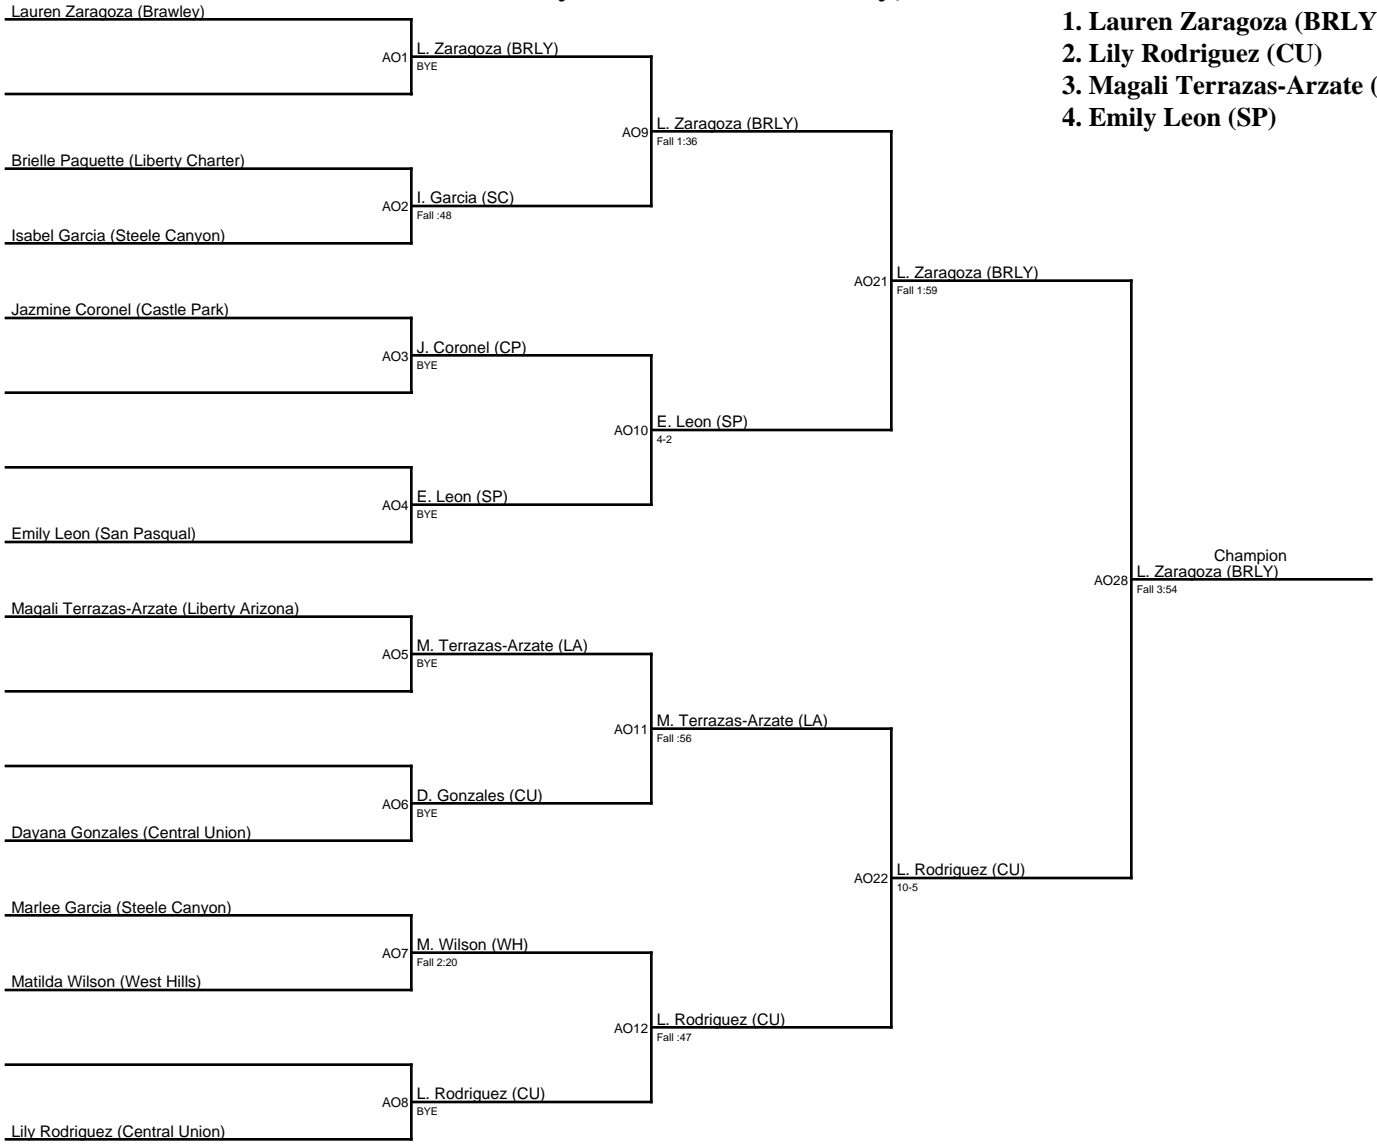 Lauren Zaragoza (Brawley)
1. Lauren Zaragoza (BRLY
2. Lily Rodriguez (CU)
3. Magali Terrazas-Arzate (
4. Emily Leon (SP)
AO1
L. Zaragoza (BRLY)
BYE
AO9
L. Zaragoza (BRLY)
Fall 1:36
Brielle Paquette (Liberty Charter)
AO2
I. Garcia (SC)
Fall :48
Isabel Garcia (Steele Canyon)
AO21
L. Zaragoza (BRLY)
Fall 1:59
Jazmine Coronel (Castle Park)
AO3
J. Coronel (CP)
BYE
AO10
E. Leon (SP)
4-2
AO4
E. Leon (SP)
BYE
Emily Leon (San Pasqual)
Champion
AO28
L. Zaragoza (BRLY)
Fall 3:54
Magali Terrazas-Arzate (Liberty Arizona)
AO5
M. Terrazas-Arzate (LA)
BYE
AO11
M. Terrazas-Arzate (LA)
Fall :56
AO6
D. Gonzales (CU)
BYE
Dayana Gonzales (Central Union)
AO22
L. Rodriguez (CU)
10-5
Marlee Garcia (Steele Canyon)
AO7
M. Wilson (WH)
Fall 2:20
Matilda Wilson (West Hills)
AO12
L. Rodriguez (CU)
Fall :47
AO8
L. Rodriguez (CU)
BYE
Lily Rodriguez (Central Union)